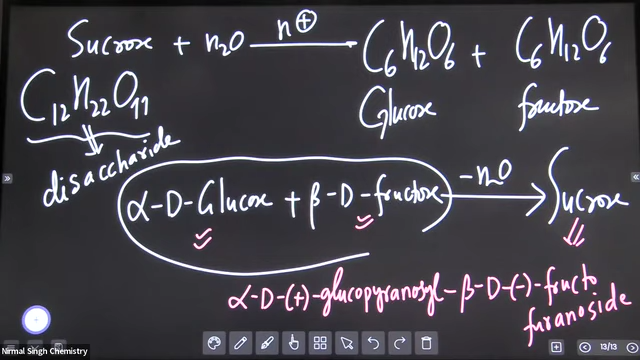 Sucrose + H2O —H⊕→ C6H12O6 + C6H12O6
C12H22O11
Glucose fructose
disaccharide
α-D-Glucose + β-D-fructose —-H2O→ Sucrose
α-D-(+)-glucopyranosyl-β-D-(-)-fructo
furanoside
13/13
Nirmal Singh Chemistry